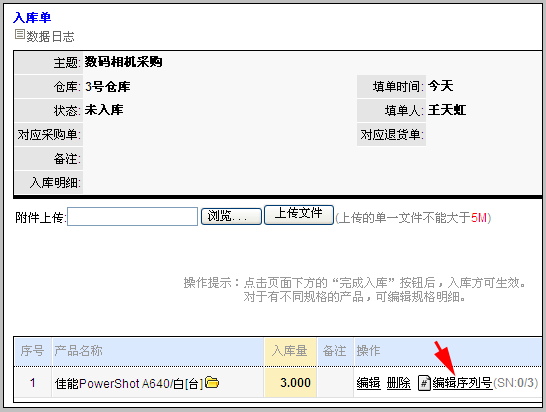 入库单
数据日志
主题: 数码相机采购
仓库: 3号仓库 填单时间: 今天
状态: 未入库 填单人: 王天虹
对应采购单: 对应退货单:
备注:
入库明细:
附件上传: 浏览... 上传文件 (上传的单一文件不能大于5M)
操作提示：点击页面下方的“完成入库”按钮后，入库方可生效。
对于有不同规格的产品，可编辑规格明细。
序号 产品名称 入库量 备注 操作
1 佳能PowerShot A640/白[台] 3.000 编辑 删除 #编辑序列号(SN:0/3)